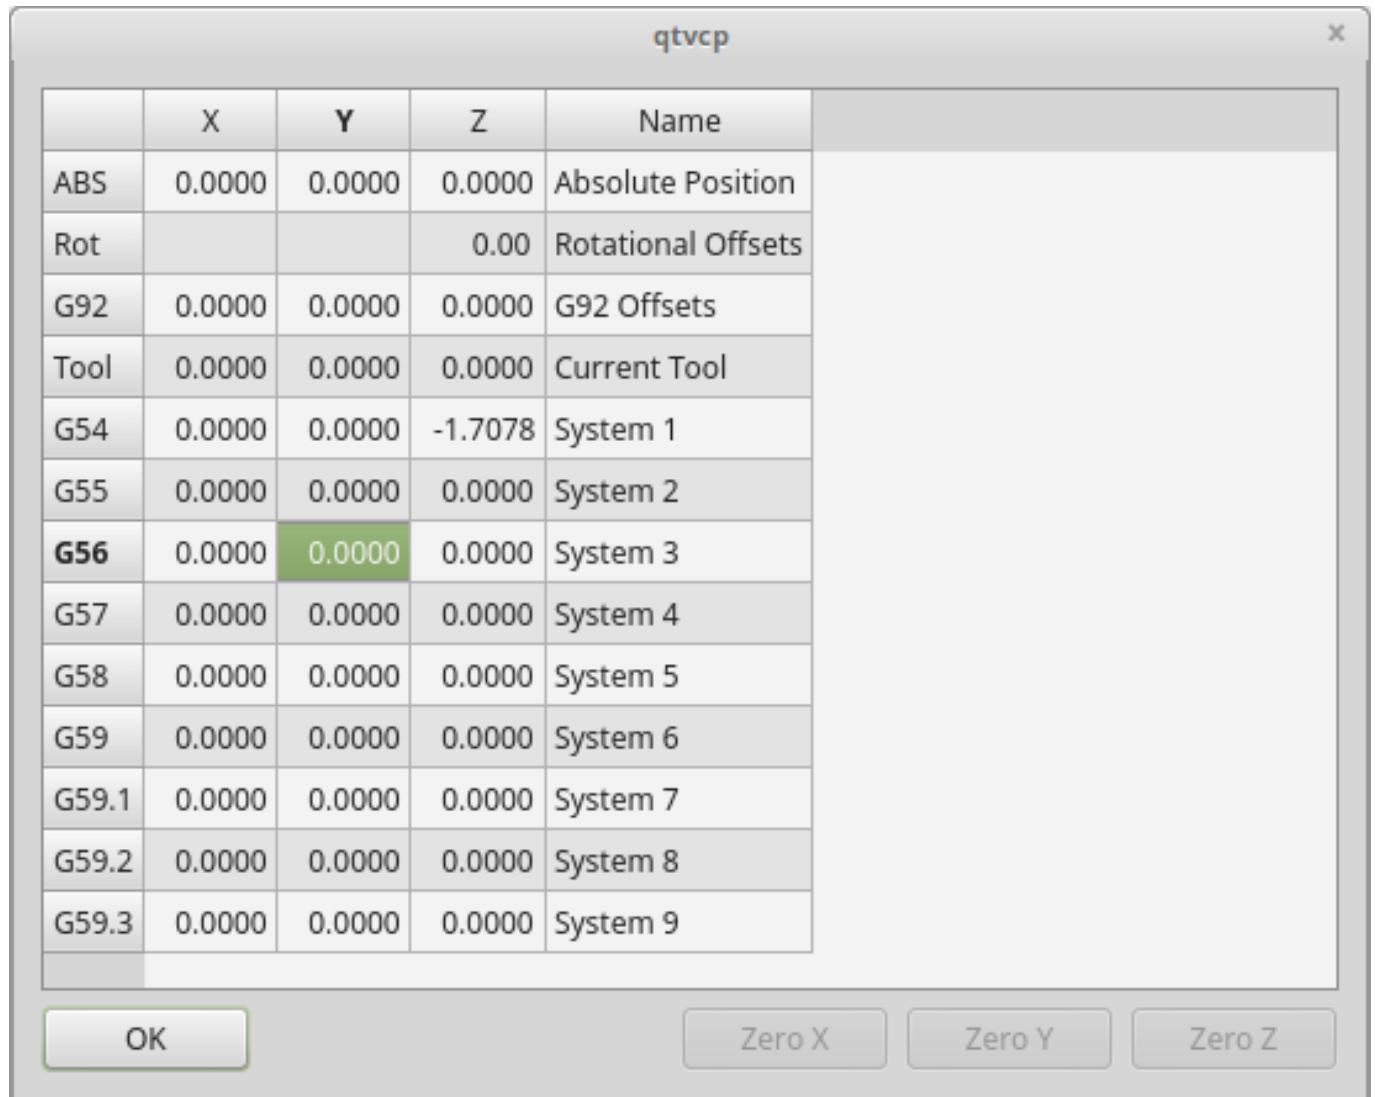 qtvcp ×
X Y Z Name
ABS 0.0000 0.0000 0.0000 Absolute Position
Rot 0.00 Rotational Offsets
G92 0.0000 0.0000 0.0000 G92 Offsets
Tool 0.0000 0.0000 0.0000 Current Tool
G54 0.0000 0.0000 -1.7078 System 1
G55 0.0000 0.0000 0.0000 System 2
G56 0.0000 0.0000 0.0000 System 3
G57 0.0000 0.0000 0.0000 System 4
G58 0.0000 0.0000 0.0000 System 5
G59 0.0000 0.0000 0.0000 System 6
G59.1 0.0000 0.0000 0.0000 System 7
G59.2 0.0000 0.0000 0.0000 System 8
G59.3 0.0000 0.0000 0.0000 System 9
OK Zero X Zero Y Zero Z